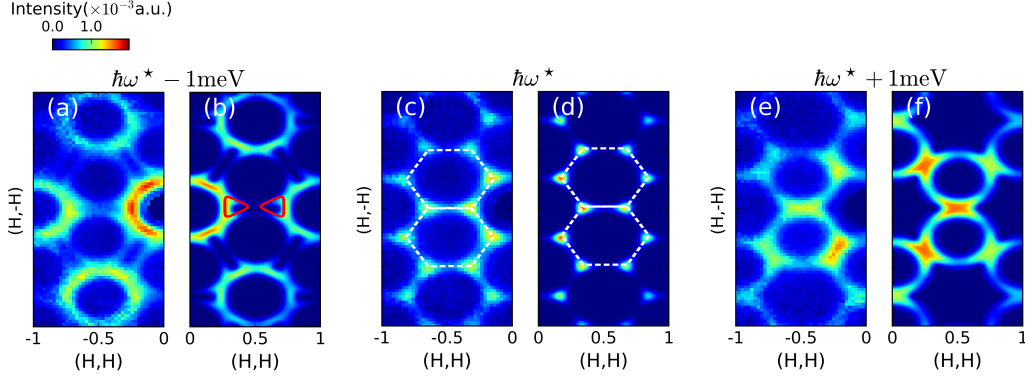 Intensity(×10⁻³a.u.)
0.0 1.0
ħω* − 1meV
ħω*
ħω* + 1meV
(a)
(b)
(c)
(d)
(e)
(f)
(H,-H)
(H,-H)
(H,-H)
-1 -0.5 0
0 0.5 1
-1 -0.5 0
0 0.5 1
-1 -0.5 0
0 0.5 1
(H,H)
(H,H)
(H,H)
(H,H)
(H,H)
(H,H)